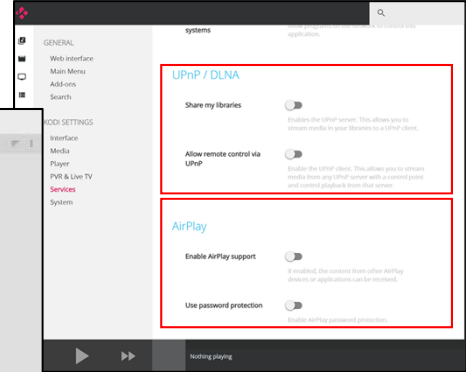 systems
application.
GENERAL
Web interface
Main Menu
Add-ons
Search
KODI SETTINGS
Interface
Media
Player
PVR & Live TV
Services
System
UPnP / DLNA
Share my libraries
Enables the UPnP server. This allows you to
stream media in your libraries to a UPnP client.
Allow remote control via
UPnP
Enable the UPnP client. This allows you to stream
media from any UPnP server with a control point
and control playback from that server.
AirPlay
Enable AirPlay support
If enabled, the content from other AirPlay
devices or applications can be received.
Use password protection
Enable AirPlay password protection.
Nothing playing